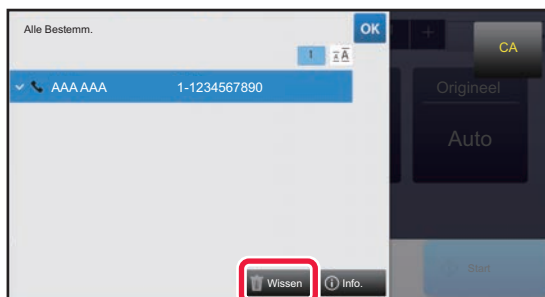 Alle Bestemm.
OK
CA
1
AAA AAA 1-1234567890
Origineel
Auto
Wissen
Info.
Start